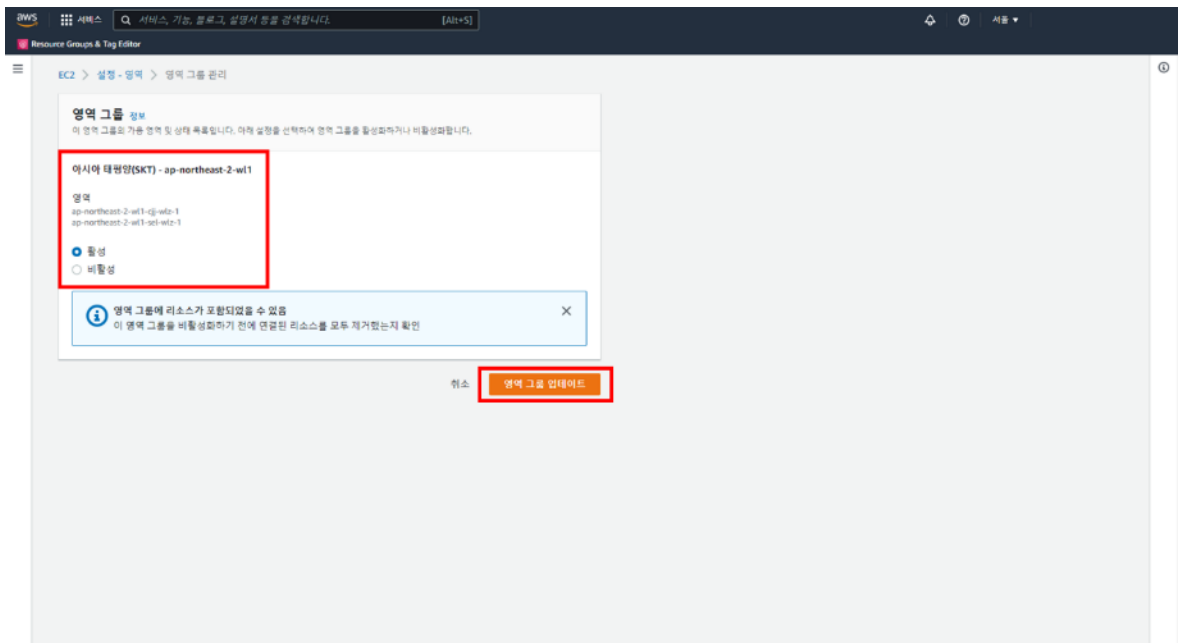 aws
서비스
서비스, 기능, 블로그, 설명서 등을 검색합니다.
[Alt+S]
서울
Resource Groups & Tag Editor
EC2 > 설정 - 영역 > 영역 그룹 관리
영역 그룹 정보
이 영역 그룹의 가용 영역 및 상태 목록입니다. 아래 설정을 선택하여 영역 그룹을 활성화하거나 비활성화합니다.
아시아 태평양(SKT) - ap-northeast-2-wl1
영역
ap-northeast-2-wl1-cjj-wlz-1
ap-northeast-2-wl1-sel-wlz-1
활성
비활성
영역 그룹에 리소스가 포함되었을 수 있음
이 영역 그룹을 비활성화하기 전에 연결된 리소스를 모두 제거했는지 확인
취소
영역 그룹 업데이트